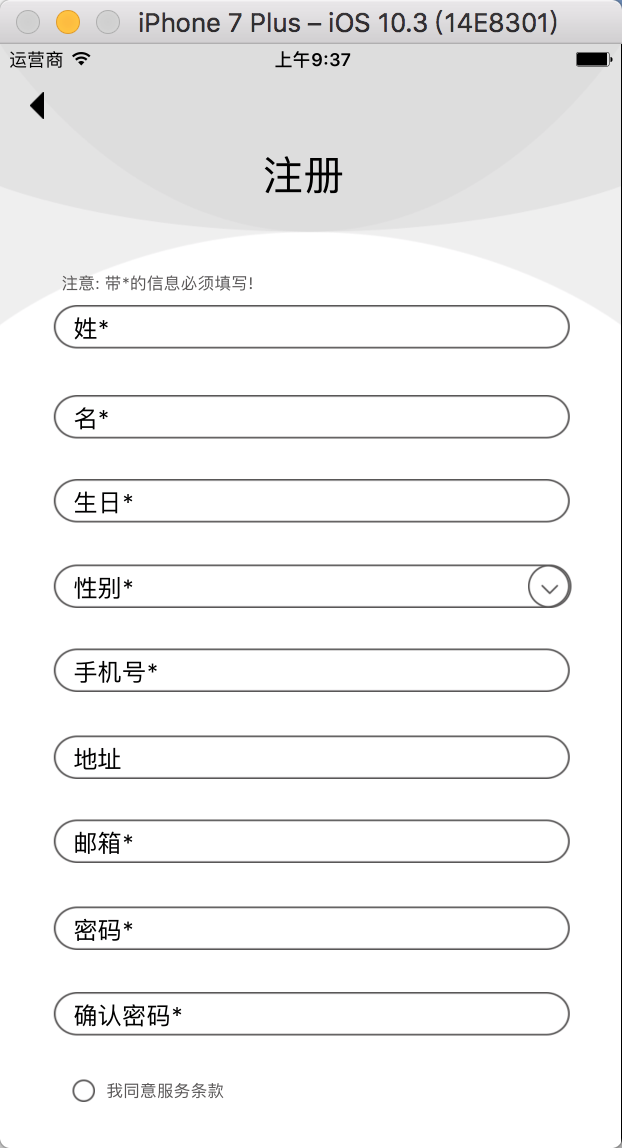 iPhone 7 Plus – iOS 10.3 (14E8301)
运营商 上午9:37
注册
注意: 带*的信息必须填写!
姓*
名*
生日*
性别*
手机号*
地址
邮箱*
密码*
确认密码*
我同意服务条款